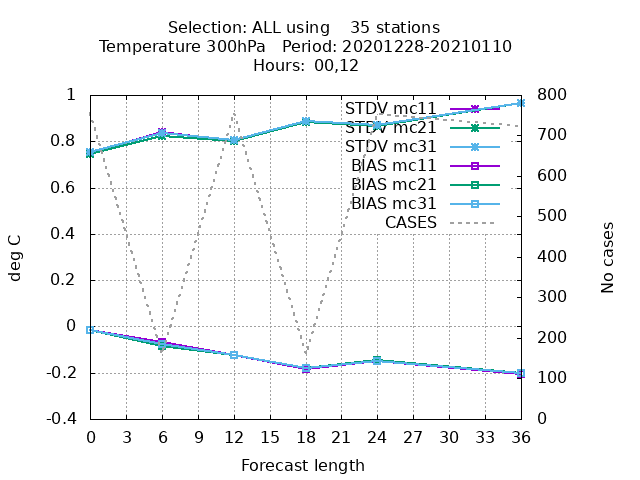 Selection: ALL using    35 stations
Temperature 300hPa   Period: 20201228-20210110
Hours: 00,12
1
0.8
0.6
0.4
0.2
0
-0.2
-0.4
deg C
STDV mc11
STDV mc21
STDV mc31
BIAS mc11
BIAS mc21
BIAS mc31
CASES
800
700
600
500
400
300
200
100
0
No cases
0 3 6 9 12 15 18 21 24 27 30 33 36
Forecast length